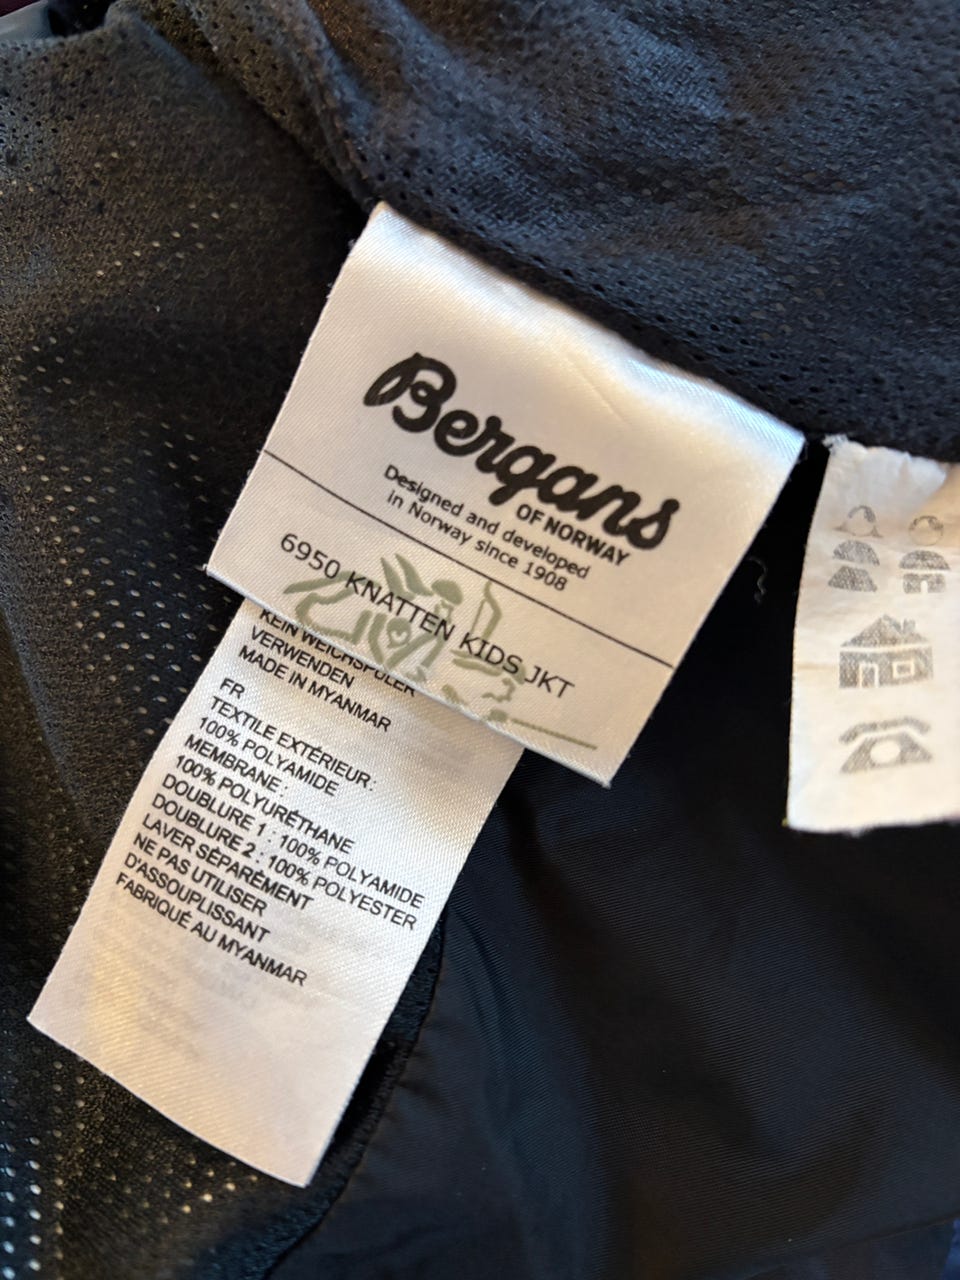 Bergans
OF NORWAY
Designed and developed
in Norway since 1908
6950 KNATTEN KIDS JKT
KEIN WEICHSPÜLER
VERWENDEN
MADE IN MYANMAR
FR
TEXTILE EXTÉRIEUR :
100% POLYAMIDE
MEMBRANE :
100% POLYURÉTHANE
DOUBLURE 1 : 100% POLYAMIDE
DOUBLURE 2 : 100% POLYESTER
LAVER SÉPARÉMENT
NE PAS UTILISER
D'ASSOUPLISSANT
FABRIQUÉ AU MYANMAR